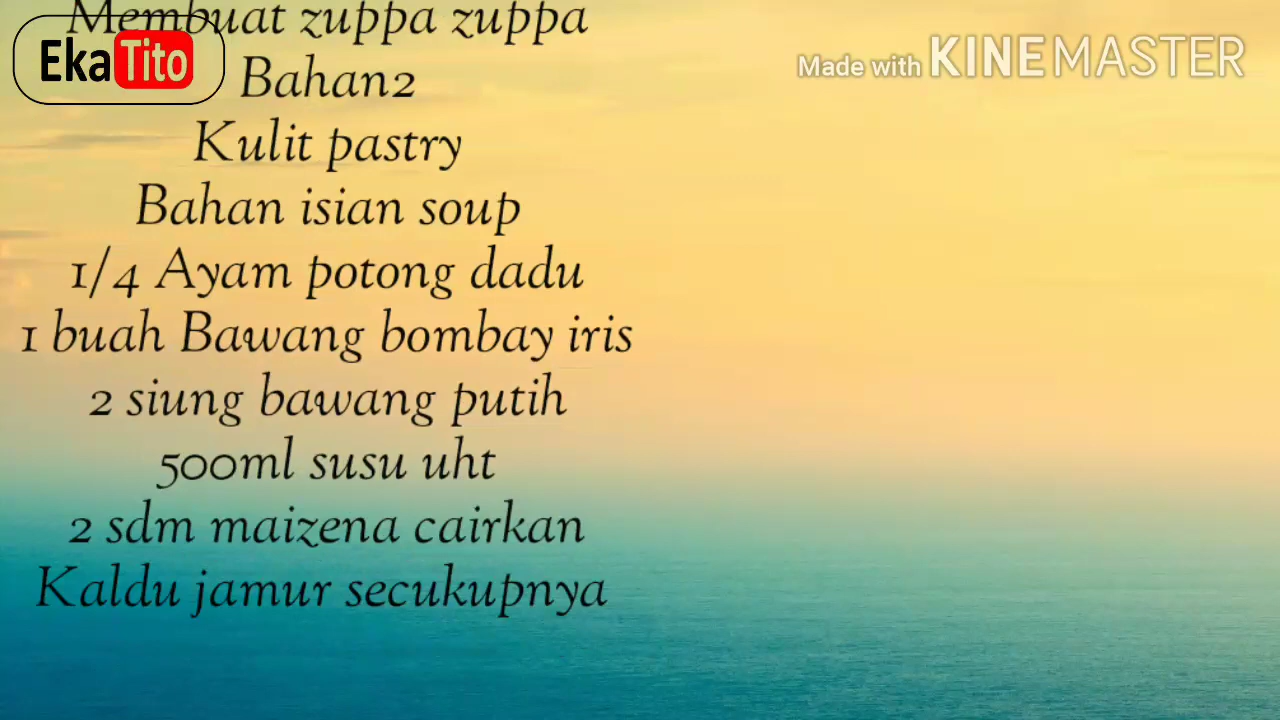 Membuat zuppa zuppa
EkaTito
Made with KINEMASTER
Bahan2
Kulit pastry
Bahan isian soup
1/4 Ayam potong dadu
1 buah Bawang bombay iris
2 siung bawang putih
500ml susu uht
2 sdm maizena cairkan
Kaldu jamur secukupnya